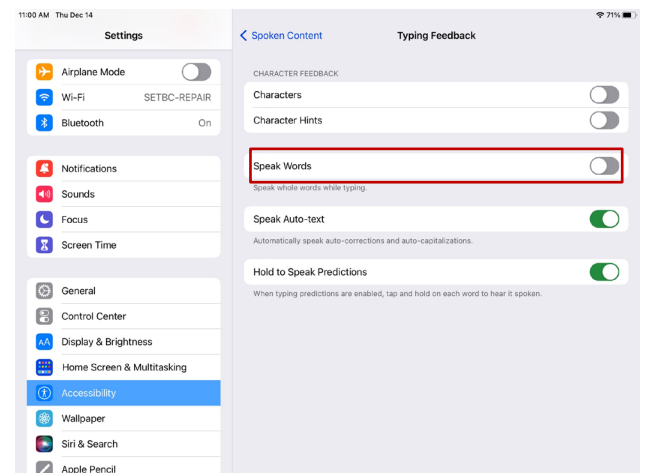 11:00 AM Thu Dec 14
71%
Settings
Airplane Mode
Wi-Fi SETBC-REPAIR
Bluetooth On
Notifications
Sounds
Focus
Screen Time
General
Control Center
AA Display & Brightness
Home Screen & Multitasking
Accessibility
Wallpaper
Siri & Search
Apple Pencil
Spoken Content
Typing Feedback
CHARACTER FEEDBACK
Characters
Character Hints
Speak Words
Speak whole words while typing.
Speak Auto-text
Automatically speak auto-corrections and auto-capitalizations.
Hold to Speak Predictions
When typing predictions are enabled, tap and hold on each word to hear it spoken.